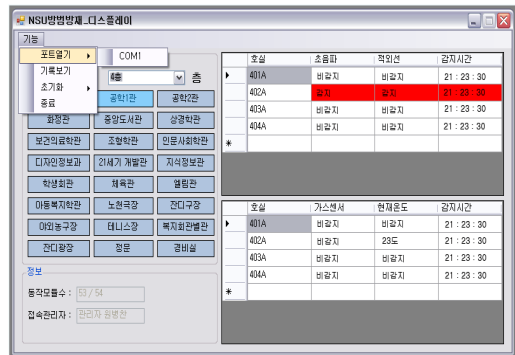 NSU방범방재_디스플레이
기능
포트열기 COM1
기록보기
초기화
종료
4층 층
공학1관 공학2관
화정관 중앙도서관 상경학관
보건의료학관 조형학관 인문사회학관
디자인정보관 21세기 개발관 지식정보관
학생회관 체육관 멀티관
아동복지학관 노천극장 잔디구장
야외농구장 테니스장 복지회관별관
잔디광장 정문 경비실
정보
동작모듈수 : 53 / 54
접속관리자 : 관리자 원병찬
호실 초음파 적외선 감지시간
401A 비감지 비감지 21 : 23 : 30
402A 감지 감지 21 : 23 : 30
403A 비감지 비감지 21 : 23 : 30
404A 비감지 비감지 21 : 23 : 30
호실 가스센서 현재온도 감지시간
401A 비감지 비감지 21 : 23 : 30
402A 비감지 23도 21 : 23 : 30
403A 비감지 비감지 21 : 23 : 30
404A 비감지 비감지 21 : 23 : 30